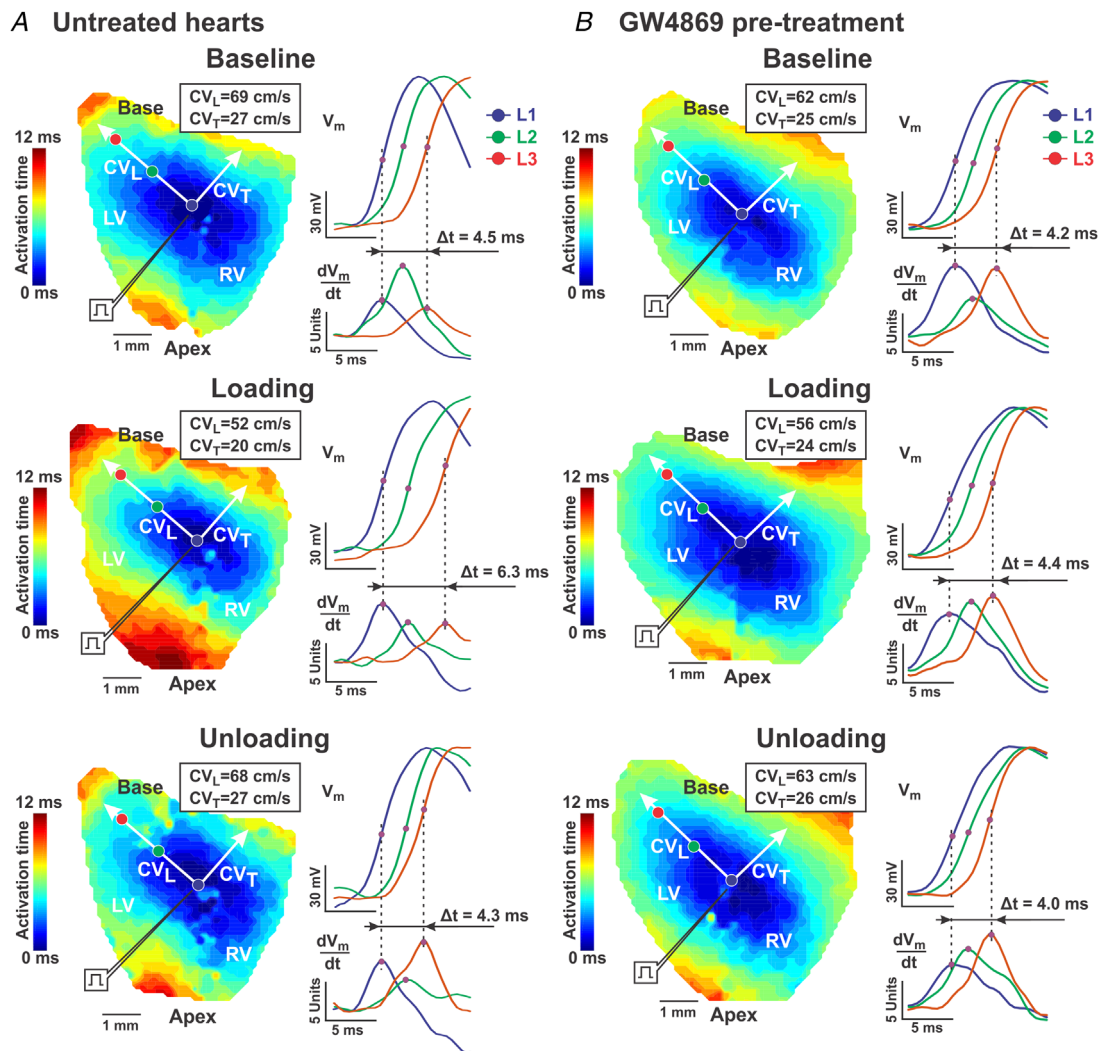 A Untreated hearts
Baseline
12 ms
Activation time
0 ms
Base
CVL=69 cm/s
CVT=27 cm/s
CVL
CVT
LV
RV
1 mm
Apex
Vm
30 mV
L1
L2
L3
Δt = 4.5 ms
dVm
dt
5 Units
5 ms
Loading
12 ms
Activation time
0 ms
Base
CVL=52 cm/s
CVT=20 cm/s
CVL
CVT
LV
RV
1 mm
Apex
Vm
30 mV
Δt = 6.3 ms
dVm
dt
5 Units
5 ms
Unloading
12 ms
Activation time
0 ms
Base
CVL=68 cm/s
CVT=27 cm/s
CVL
CVT
LV
RV
1 mm
Apex
Vm
30 mV
Δt = 4.3 ms
dVm
dt
5 Units
5 ms
B GW4869 pre-treatment
Baseline
12 ms
Activation time
0 ms
Base
CVL=62 cm/s
CVT=25 cm/s
CVL
CVT
LV
RV
1 mm
Apex
Vm
30 mV
L1
L2
L3
Δt = 4.2 ms
dVm
dt
5 Units
5 ms
Loading
12 ms
Activation time
0 ms
Base
CVL=56 cm/s
CVT=24 cm/s
CVL
CVT
LV
RV
1 mm
Apex
Vm
30 mV
Δt = 4.4 ms
dVm
dt
5 Units
5 ms
Unloading
12 ms
Activation time
0 ms
Base
CVL=63 cm/s
CVT=26 cm/s
CVL
CVT
LV
RV
1 mm
Apex
Vm
30 mV
Δt = 4.0 ms
dVm
dt
5 Units
5 ms